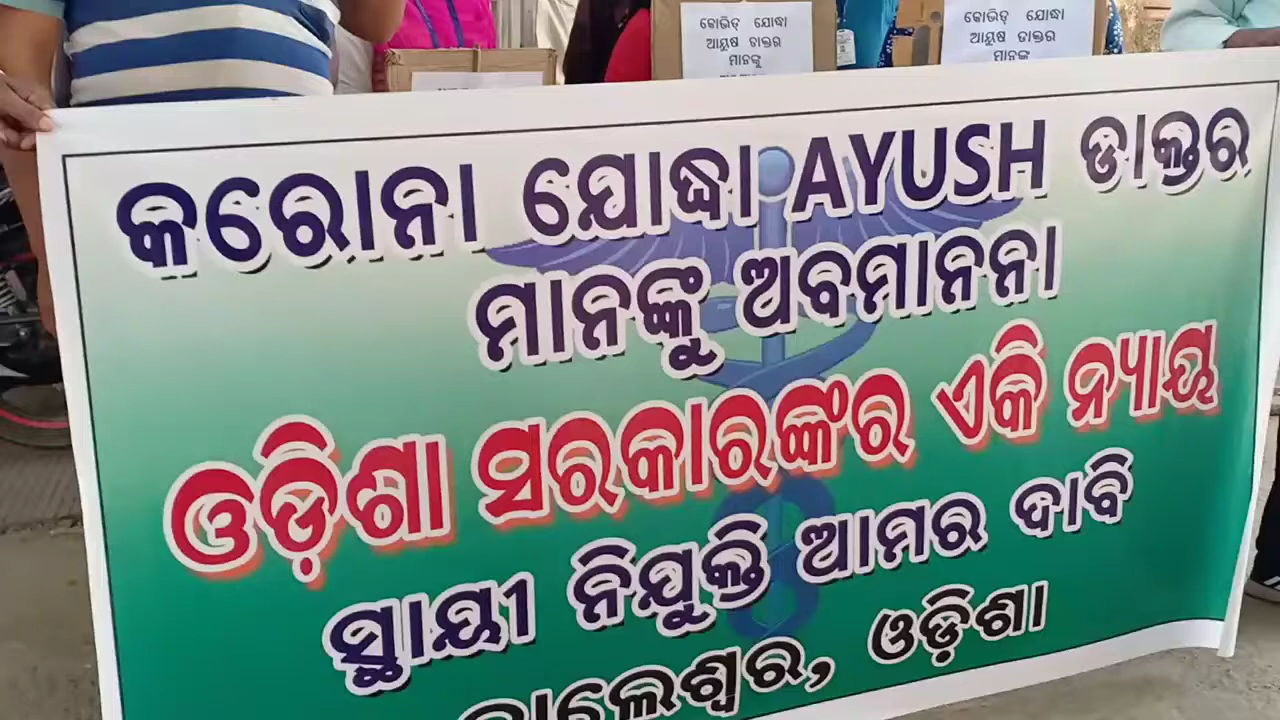 କୋଭିଡ୍ ଯୋଦ୍ଧା
ଆୟୁଷ ଡାକ୍ତର
ମାନଙ୍କୁ
କୋଭିଡ୍ ଯୋଦ୍ଧା
ଆୟୁଷ ଡାକ୍ତର
ମାନଙ୍କ
କରୋନା ଯୋଦ୍ଧା AYUSH ଡାକ୍ତର
ମାନଙ୍କୁ ଅବମାନନା
ଓଡ଼ିଶା ସରକାରଙ୍କର ଏକି ନ୍ୟାୟ
ସ୍ଥାୟୀ ନିଯୁକ୍ତି ଆମର ଦାବି
ବାଲେଶ୍ୱର, ଓଡ଼ିଶା